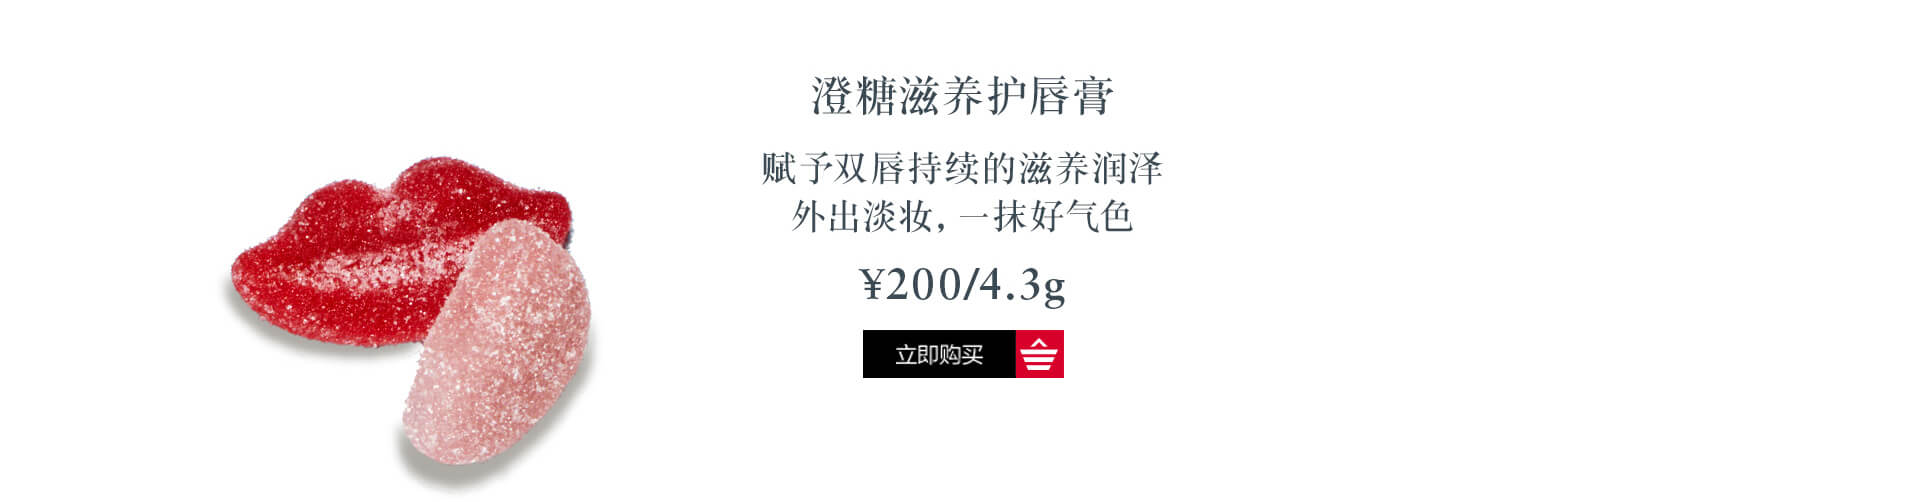 澄糖滋养护唇膏
赋予双唇持续的滋养润泽
外出淡妆, 一抹好气色
¥200/4.3g
立即购买